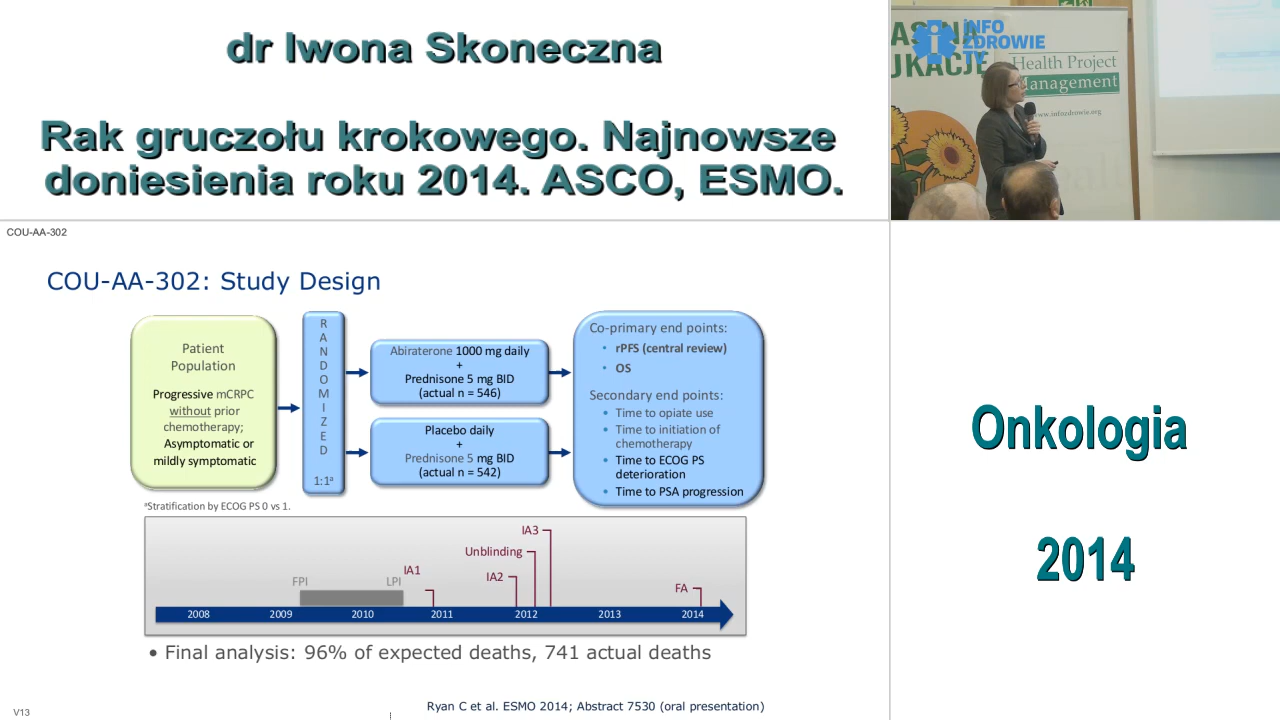 dr Iwona Skoneczna
Rak gruczołu krokowego. Najnowsze
doniesienia roku 2014. ASCO, ESMO.
iNFO
ZDROWIE
TV
UKACJE
Health Project
Management
www.infozdrowie.org
COU-AA-302
COU-AA-302: Study Design
Patient
Population
Progressive mCRPC
without prior
chemotherapy;
Asymptomatic or
mildly symptomatic
R
A
N
D
O
M
I
Z
E
D
1:1ª
Abiraterone 1000 mg daily
+
Prednisone 5 mg BID
(actual n = 546)
Placebo daily
+
Prednisone 5 mg BID
(actual n = 542)
Co-primary end points:
• rPFS (central review)
• OS
Secondary end points:
• Time to opiate use
• Time to initiation of
chemotherapy
• Time to ECOG PS
deterioration
• Time to PSA progression
ªStratification by ECOG PS 0 vs 1.
FPI
LPI
IA1
IA2
Unblinding
IA3
FA
2008 2009 2010 2011 2012 2013 2014
• Final analysis: 96% of expected deaths, 741 actual deaths
Ryan C et al. ESMO 2014; Abstract 7530 (oral presentation)
V13
Onkologia
2014